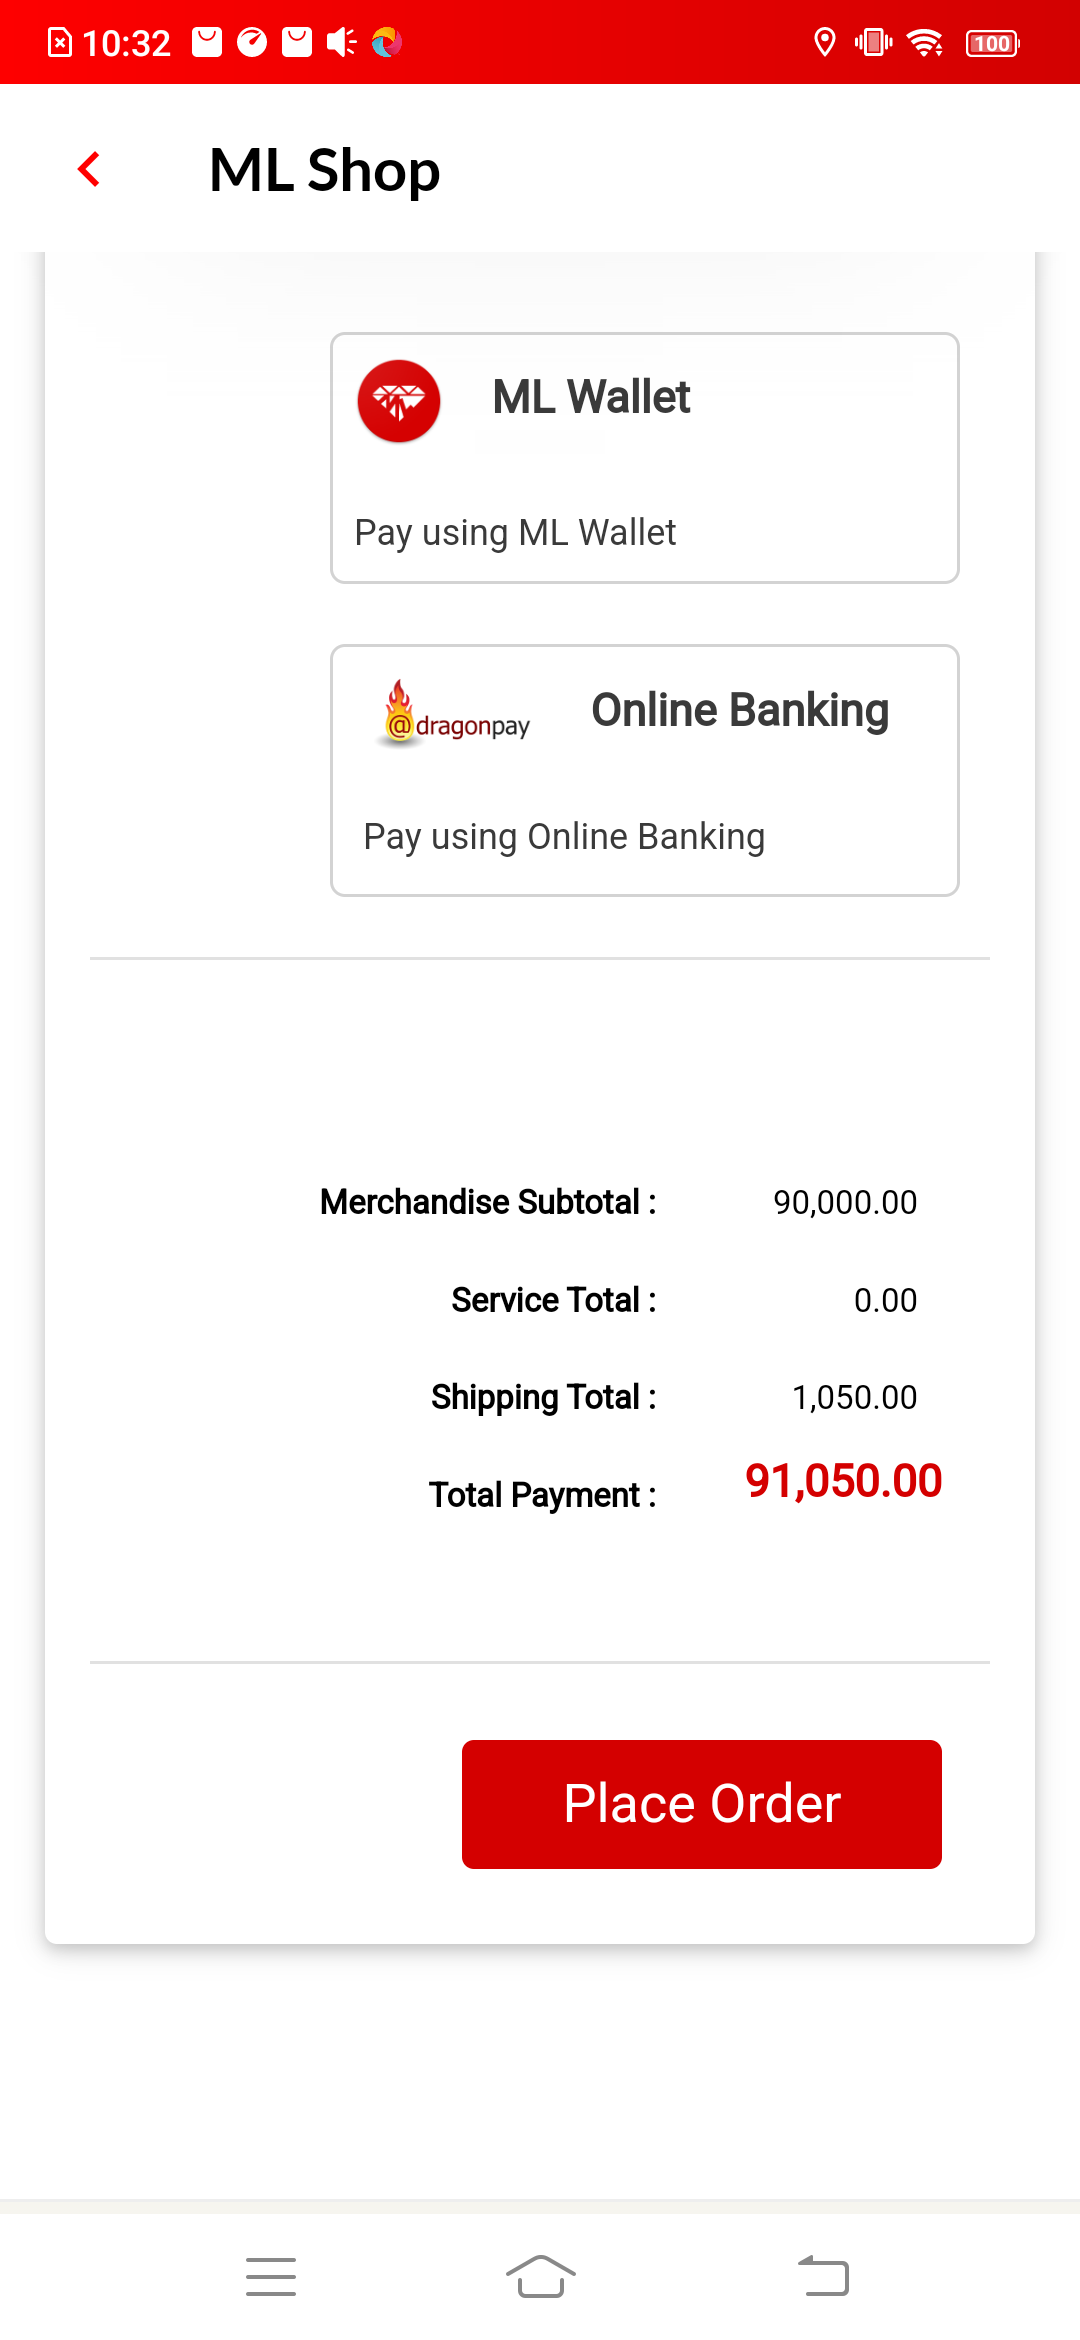 10:32
100
ML Shop
ML Wallet
Pay using ML Wallet
@dragonpay
Online Banking
Pay using Online Banking
Merchandise Subtotal : 90,000.00
Service Total : 0.00
Shipping Total : 1,050.00
Total Payment : 91,050.00
Place Order